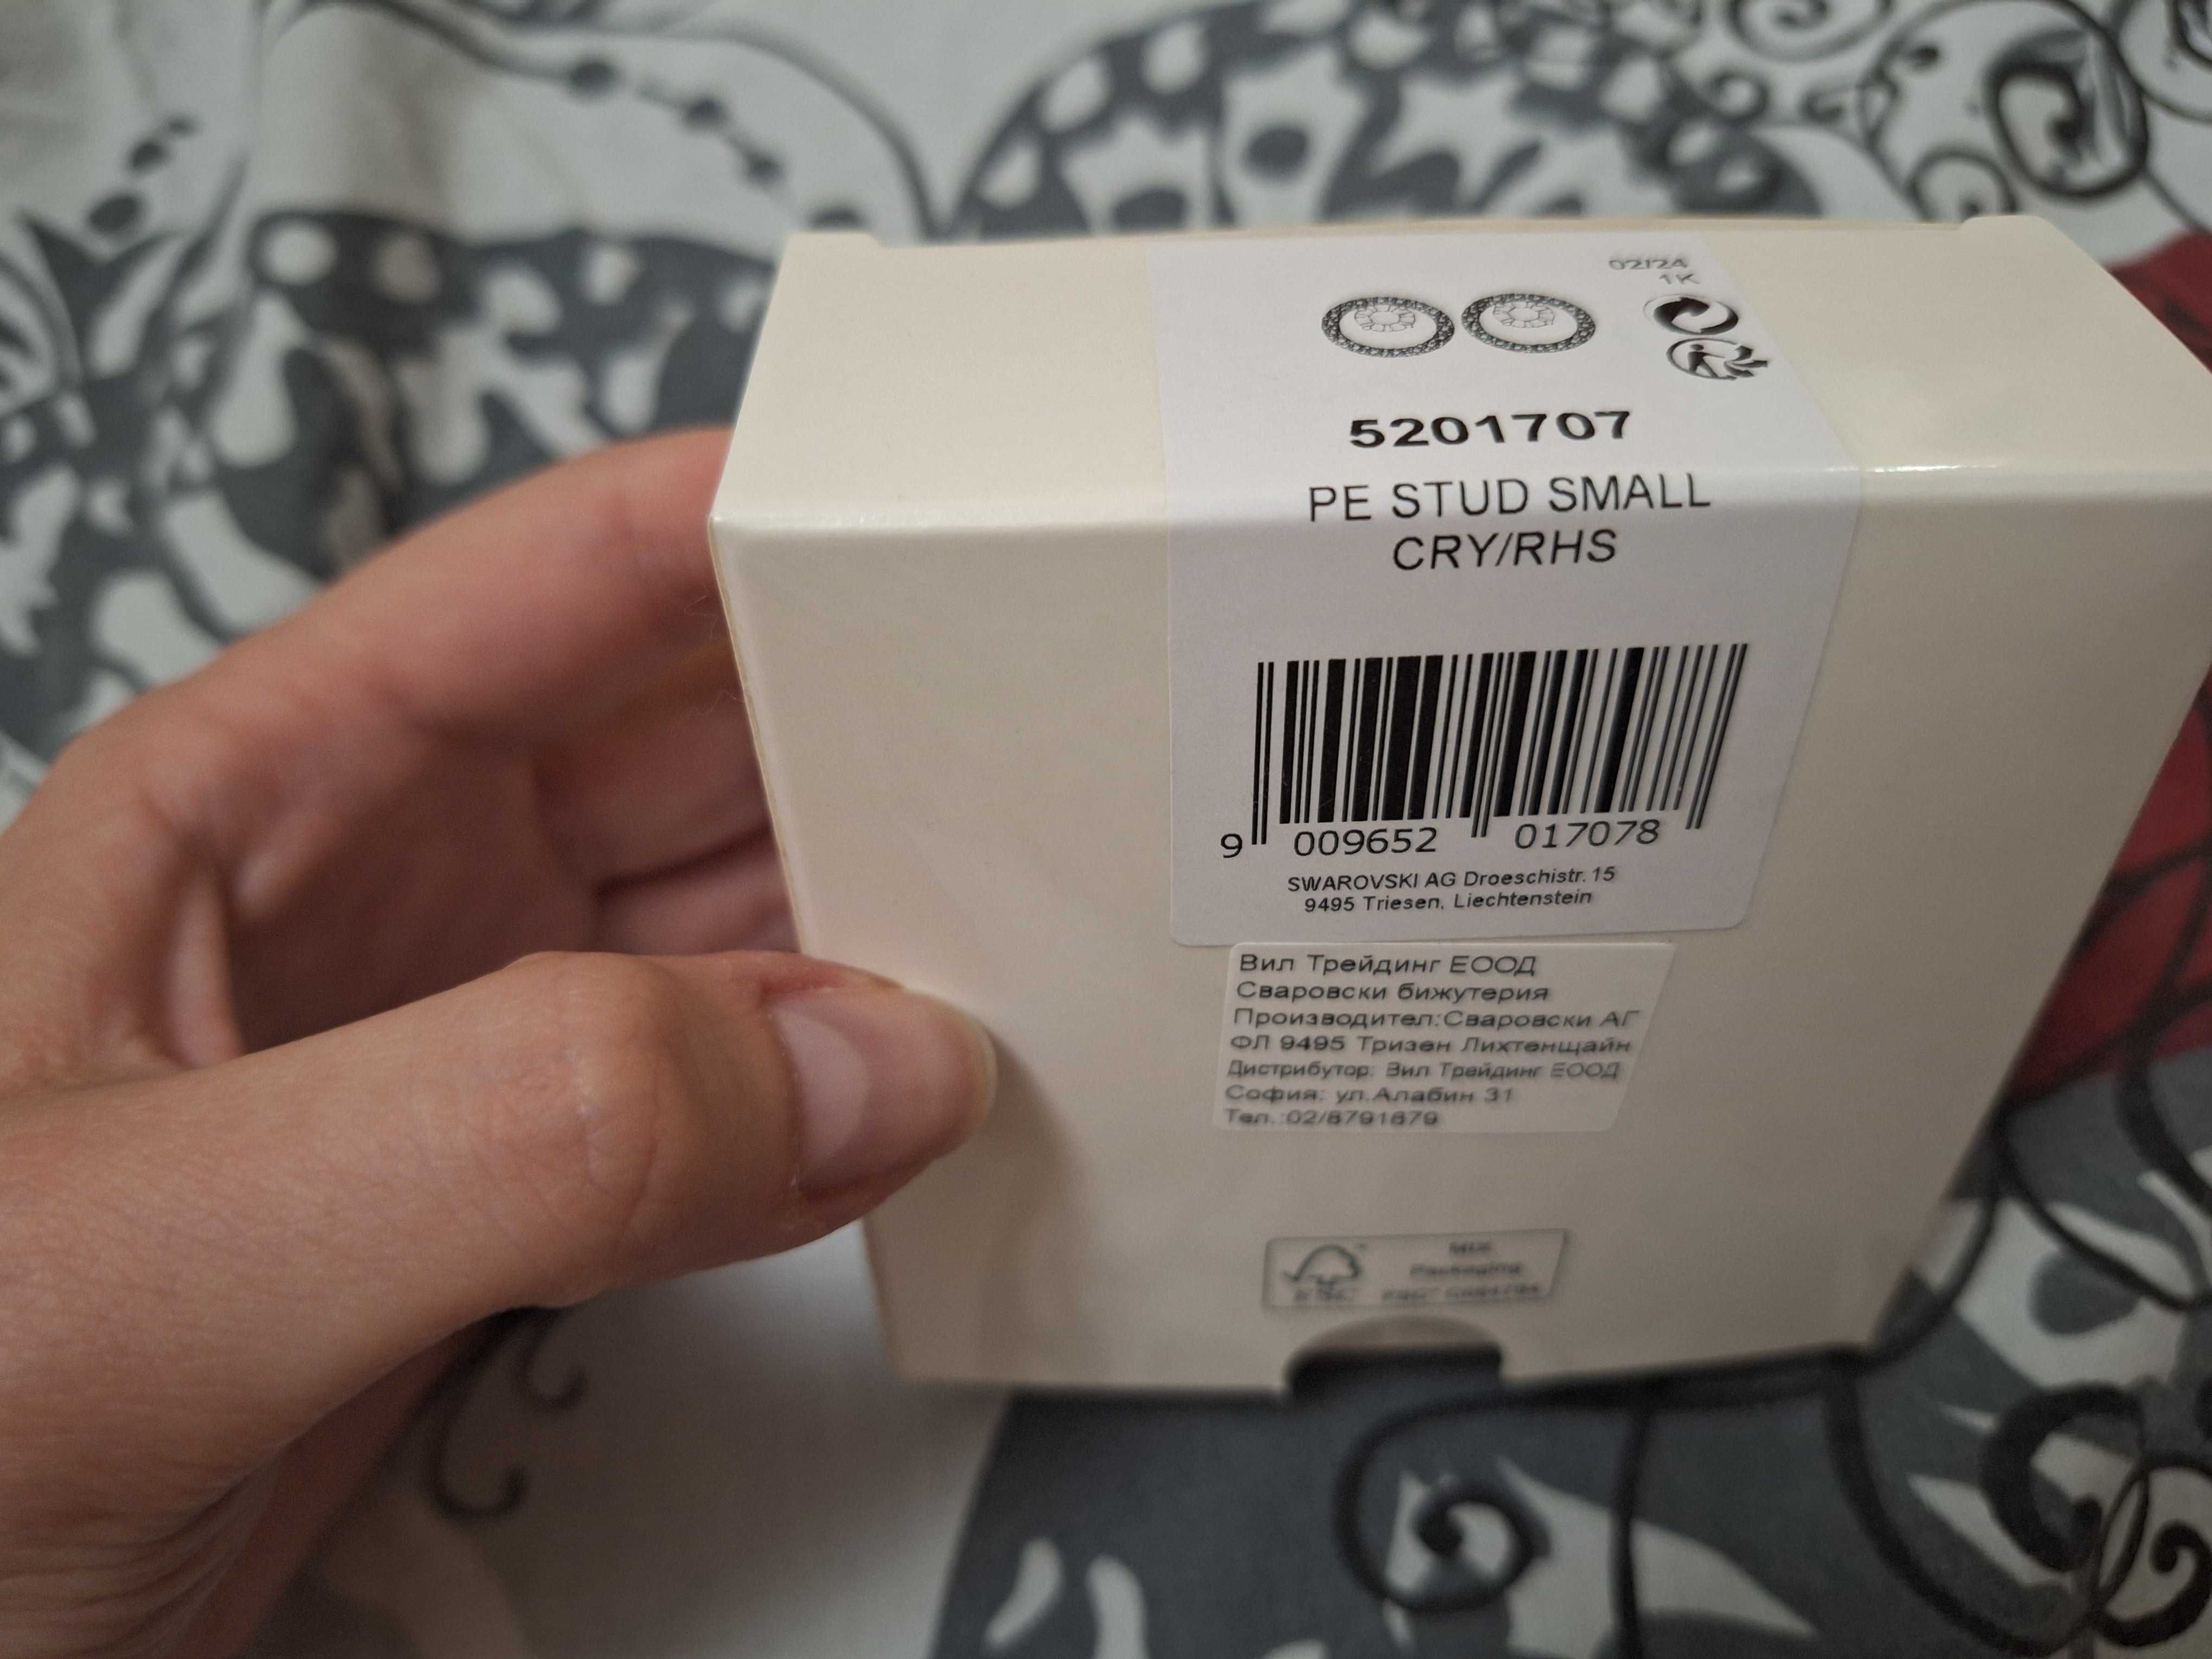 02/24
1K
5201707
PE STUD SMALL
CRY/RHS
9 009652 017078
SWAROVSKI AG Droeschistr. 15
9495 Triesen, Liechtenstein
Вил Трейдинг ЕООД
Сваровски бижутерия
Производител:Сваровски АГ
ФЛ 9495 Тризен Лихтенщайн
Дистрибутор: Вил Трейдинг ЕООД
София: ул.Алабин 31
Тел.:02/8791679
FSC
MIX
Packaging